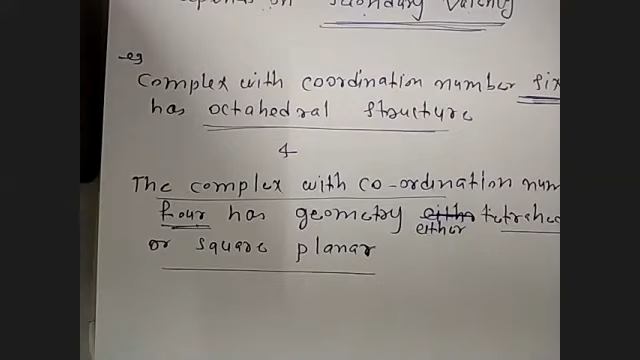 depends on secondary valency
eg
Complex with coordination number six
has octahedral structure
&
The complex with co-ordination num
four has geometry either tetrahed
either
or square planar